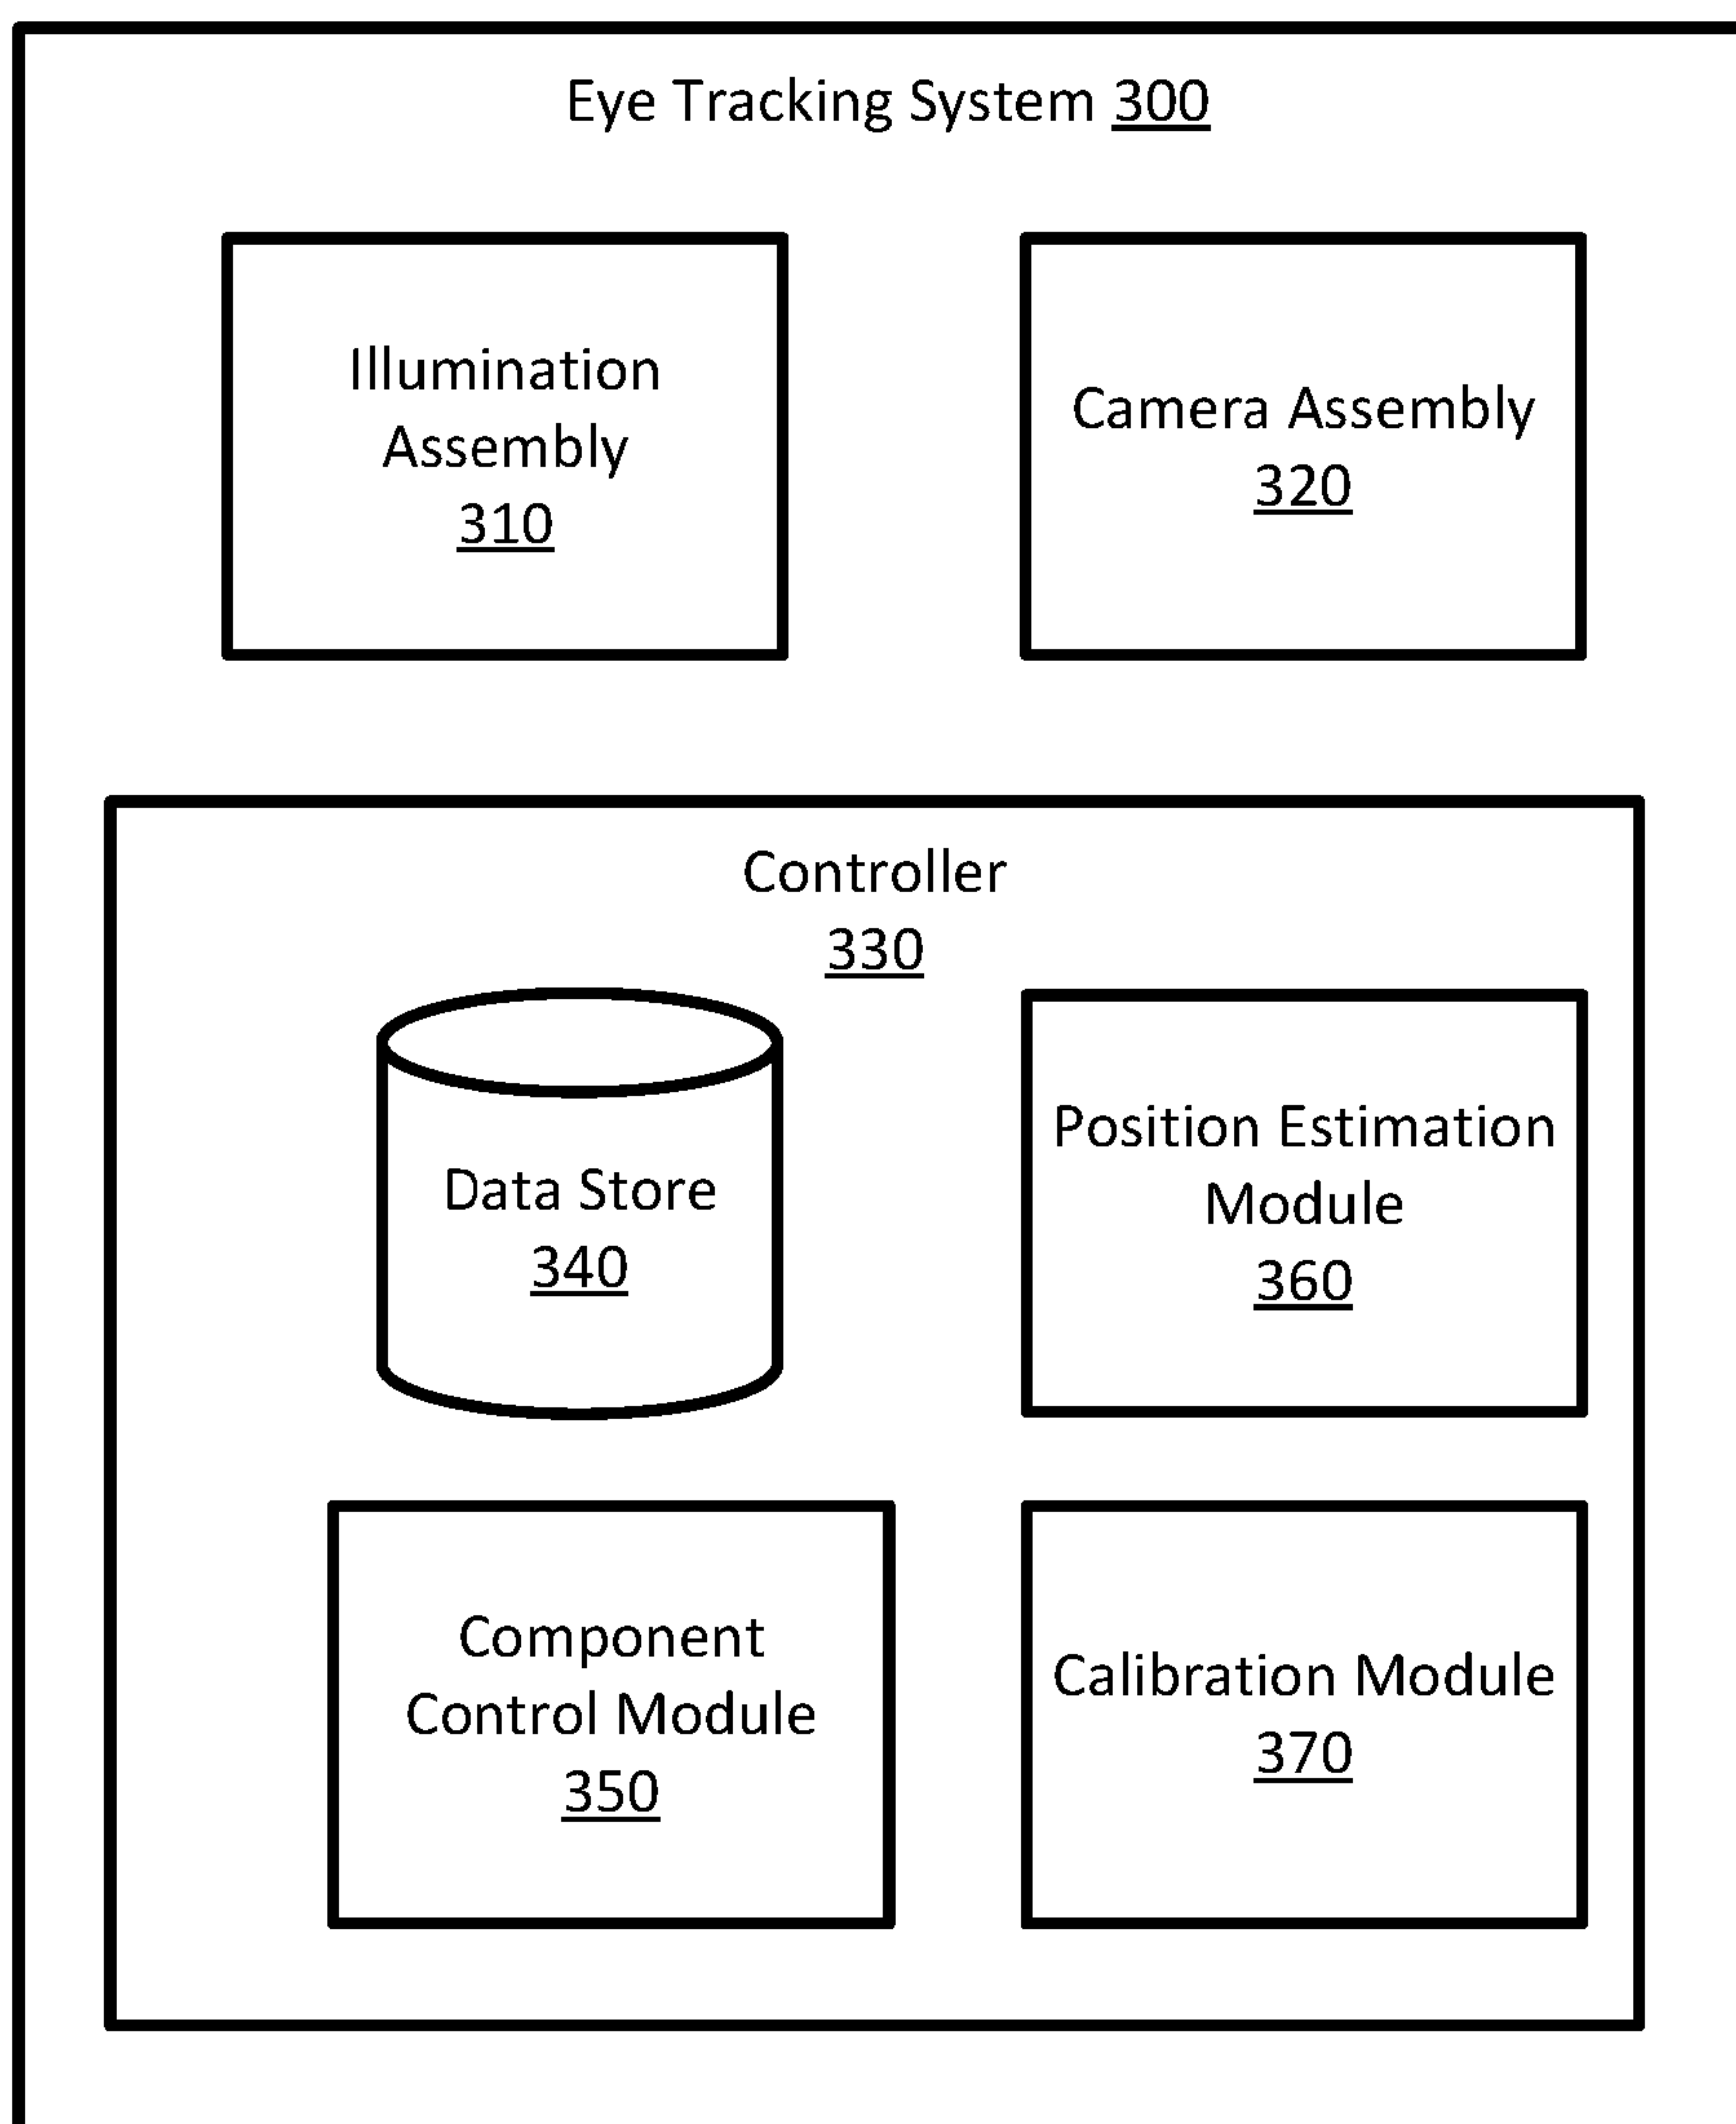 Eye Tracking System 300
Illumination
Assembly
310
Camera Assembly
320
Controller
330
Data Store
340
Position Estimation
Module
360
Component
Control Module
350
Calibration Module
370